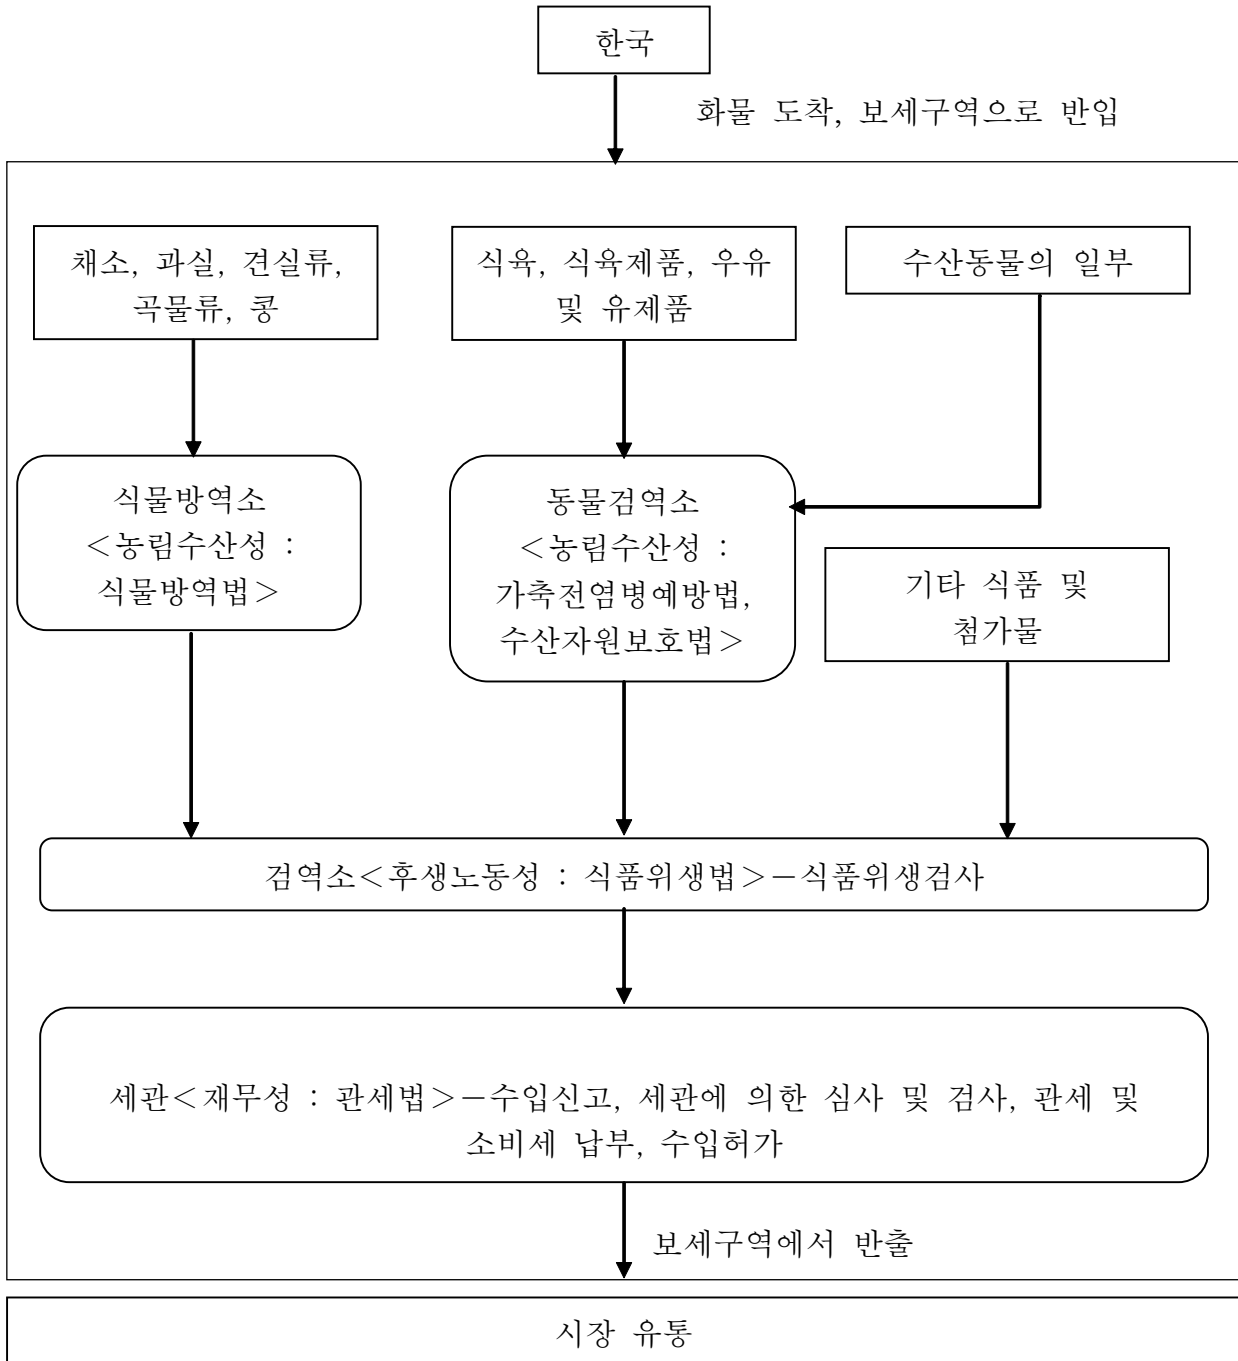 한국
화물 도착, 보세구역으로 반입
채소, 과실, 견실류,
곡물류, 콩
식육, 식육제품, 우유
및 유제품
수산동물의 일부
식물방역소
<농림수산성 :
식물방역법>
동물검역소
<농림수산성 :
가축전염병예방법,
수산자원보호법>
기타 식품 및
첨가물
검역소<후생노동성 : 식품위생법>-식품위생검사
세관<재무성 : 관세법>-수입신고, 세관에 의한 심사 및 검사, 관세 및
소비세 납부, 수입허가
보세구역에서 반출
시장 유통